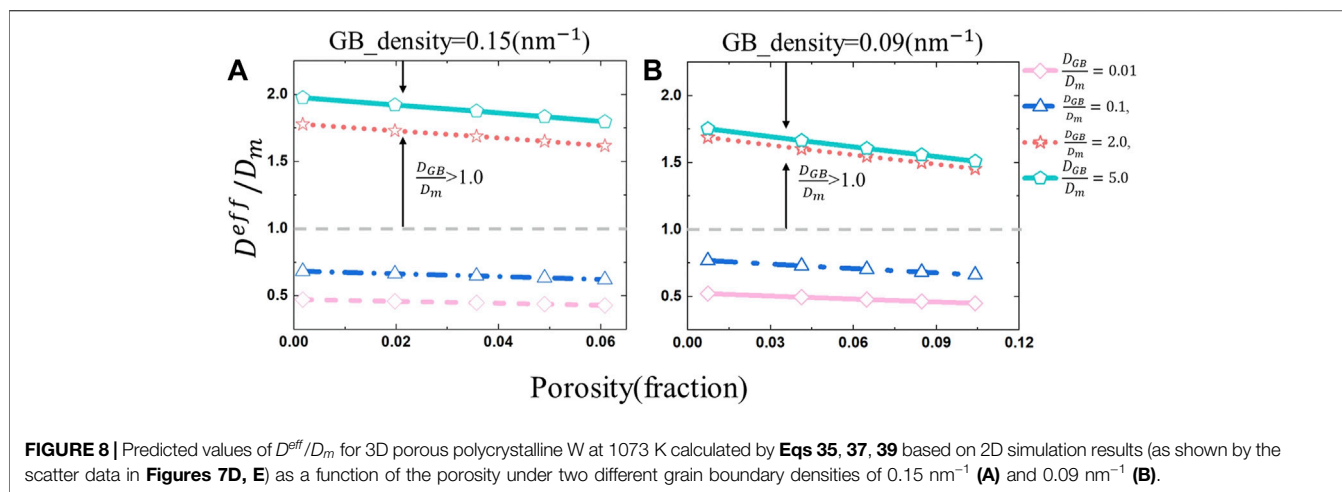 GB_density=0.15(nm⁻¹)
GB_density=0.09(nm⁻¹)
A
B
D^eff/D_m
2.0
1.5
1.0
0.5
D_GB/D_m>1.0
0.00 0.02 0.04 0.06
2.0
1.5
1.0
0.5
D_GB/D_m>1.0
0.00 0.03 0.06 0.09 0.12
D_GB/D_m = 0.01
D_GB/D_m = 0.1,
D_GB/D_m = 2.0,
D_GB/D_m = 5.0
Porosity(fraction)
FIGURE 8 | Predicted values of D^eff/D_m for 3D porous polycrystalline W at 1073 K calculated by Eqs 35, 37, 39 based on 2D simulation results (as shown by the
scatter data in Figures 7D, E) as a function of the porosity under two different grain boundary densities of 0.15 nm⁻¹ (A) and 0.09 nm⁻¹ (B).